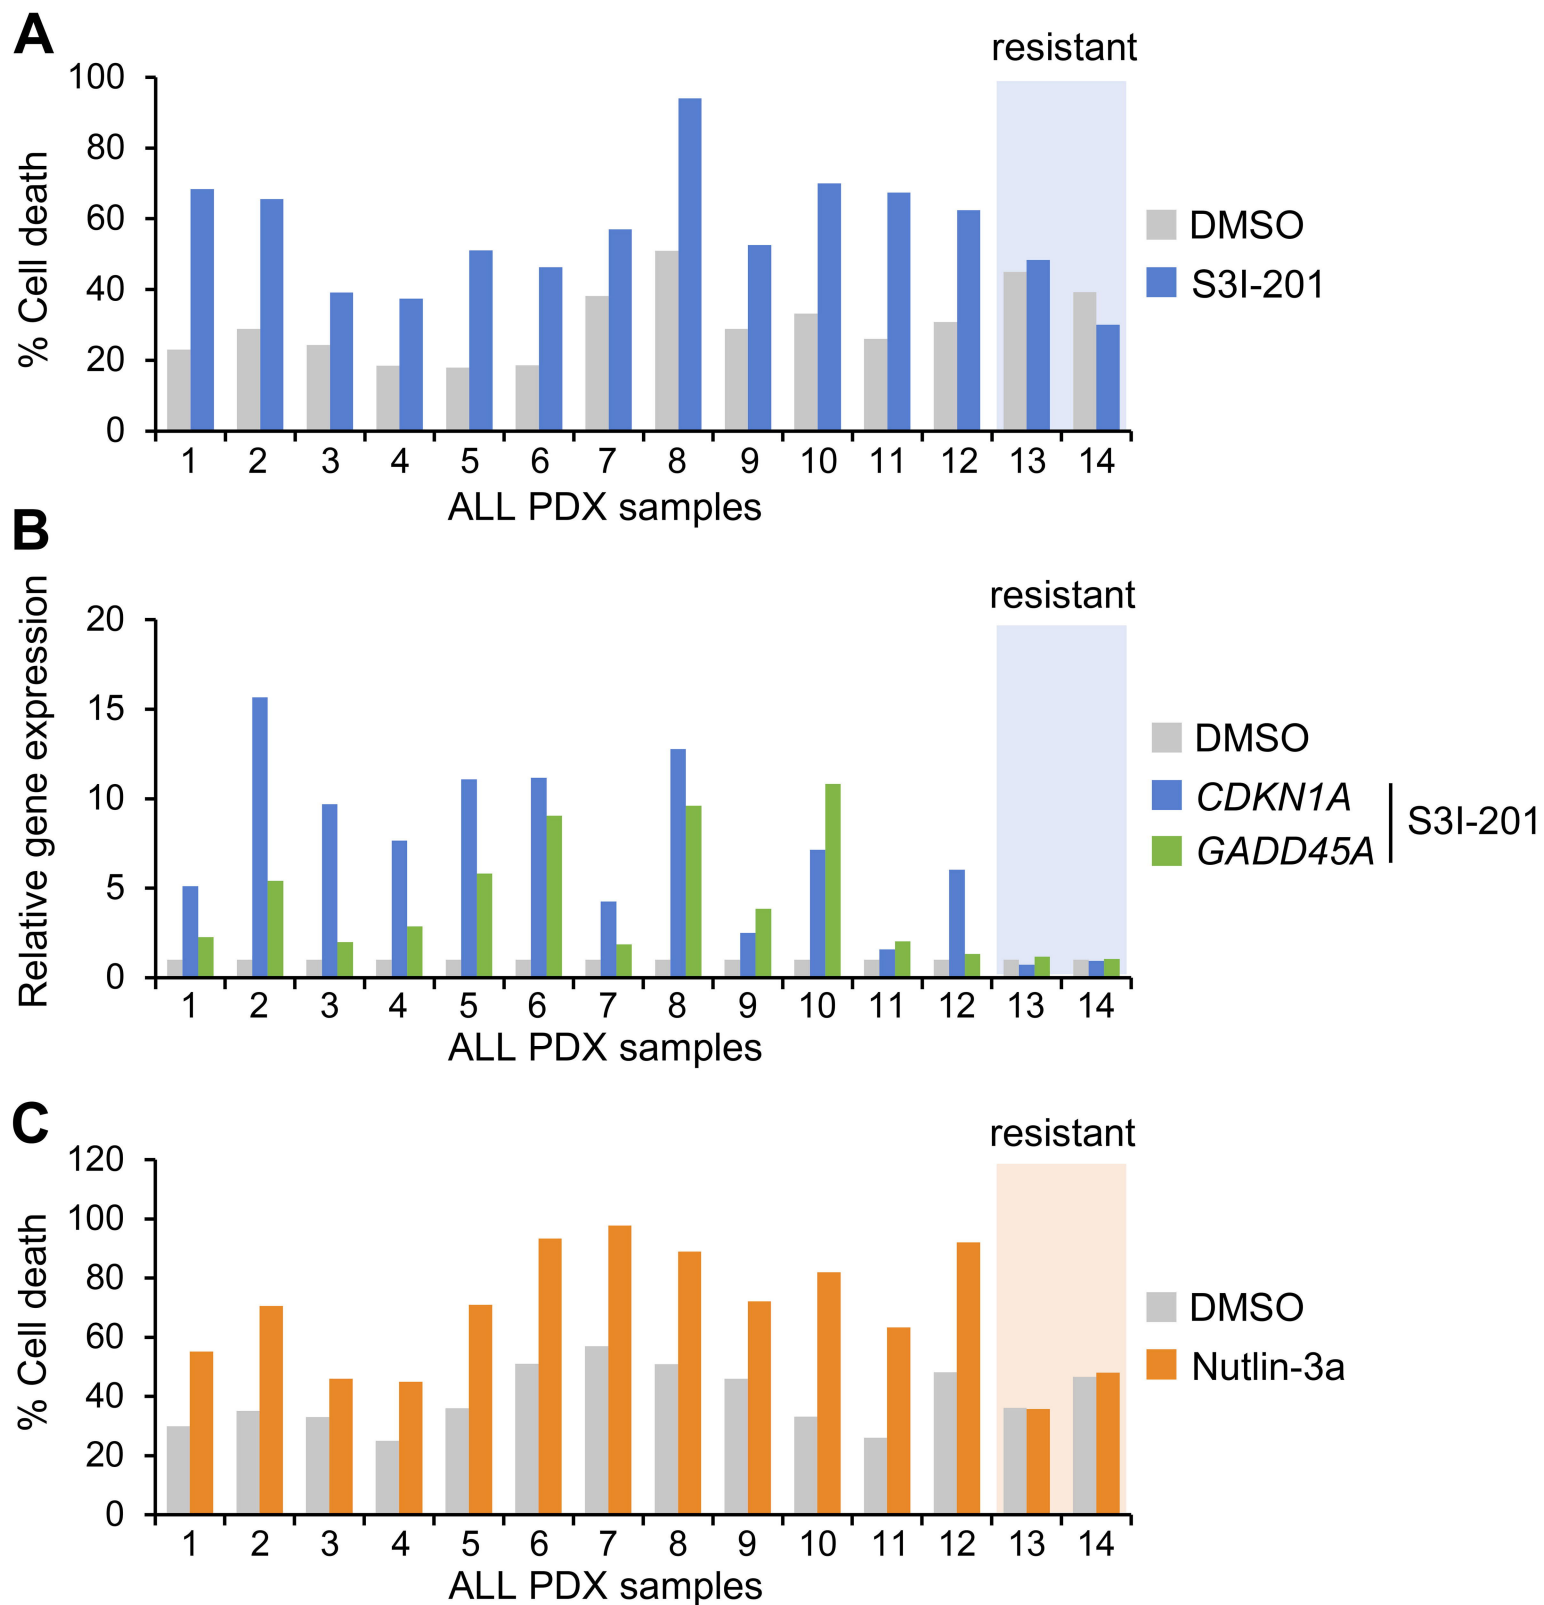 A
resistant
100
80
60
40
20
0
% Cell death
1 2 3 4 5 6 7 8 9 10 11 12 13 14
ALL PDX samples
DMSO
S3I-201
B
resistant
20
15
10
5
0
Relative gene expression
1 2 3 4 5 6 7 8 9 10 11 12 13 14
ALL PDX samples
DMSO
CDKN1A
GADD45A
S3I-201
C
resistant
120
100
80
60
40
20
0
% Cell death
1 2 3 4 5 6 7 8 9 10 11 12 13 14
ALL PDX samples
DMSO
Nutlin-3a